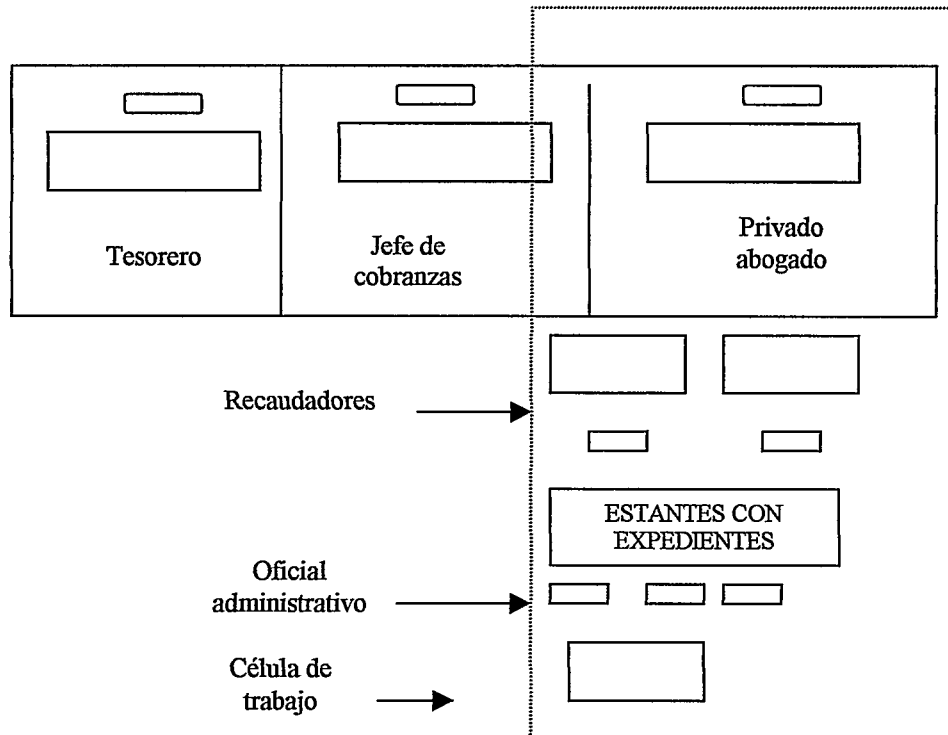 Tesorero
Jefe de
cobranzas
Privado
abogado
Recaudadores
ESTANTES CON
EXPEDIENTES
Oficial
administrativo
Célula de
trabajo